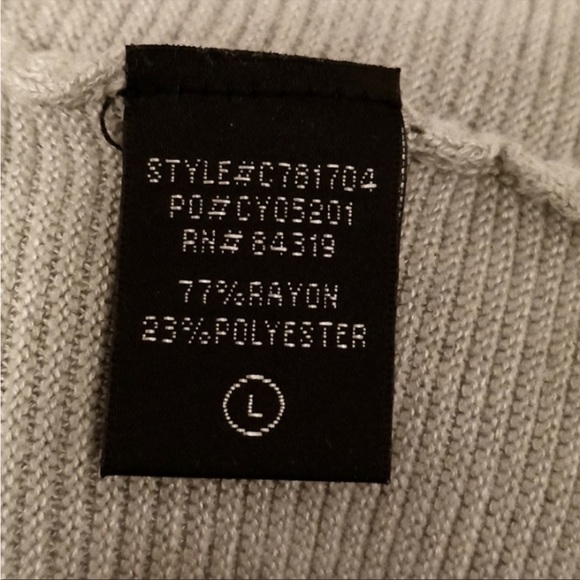 STYLE#C781704
PO#CY05201
RN#84319
77%RAYON
23%POLYESTER
L